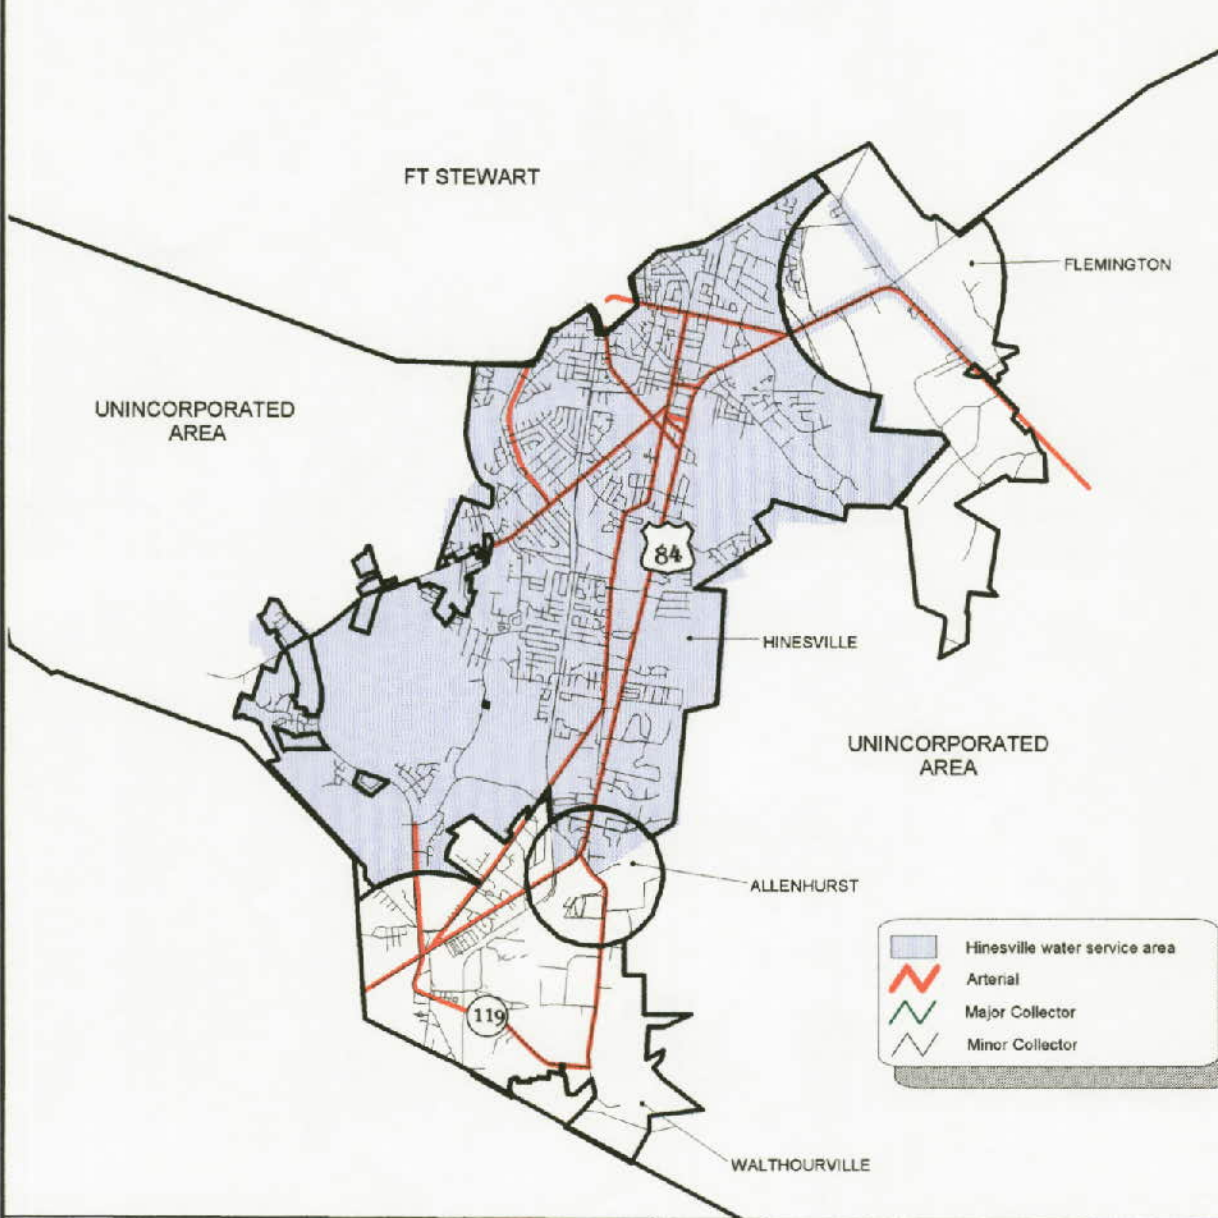 FT STEWART
FLEMINGTON
UNINCORPORATED
AREA
84
HINESVILLE
UNINCORPORATED
AREA
ALLENHURST
Hinesville water service area
Arterial
Major Collector
Minor Collector
119
WALTHOURVILLE